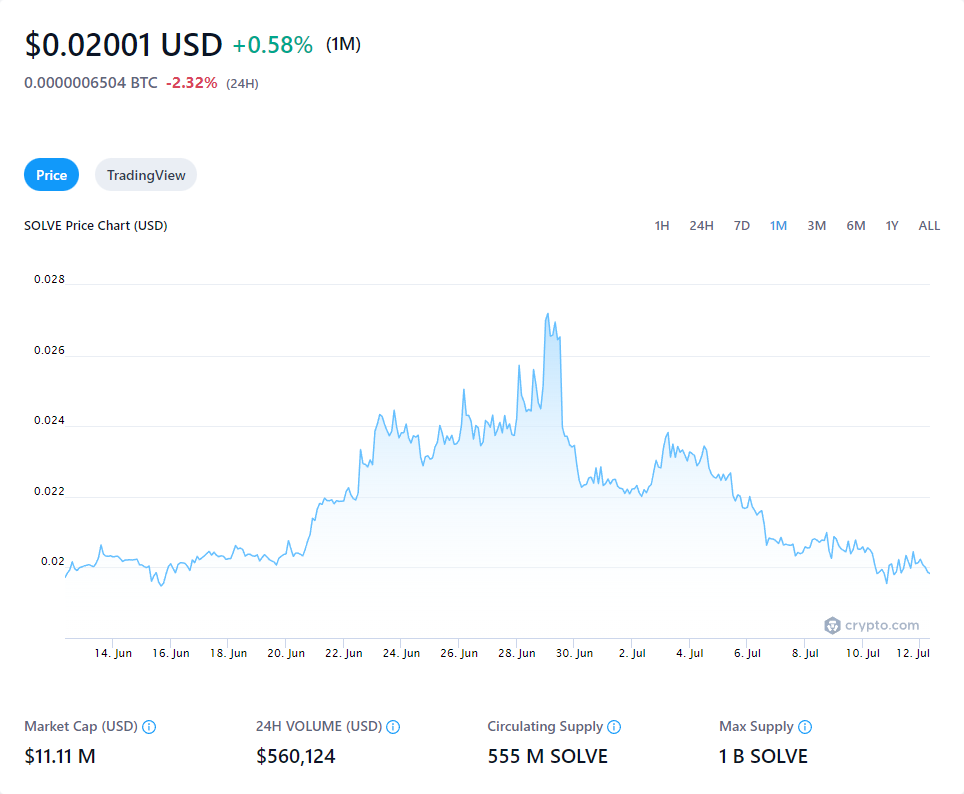 $0.02001 USD +0.58% (1M)
0.0000006504 BTC -2.32% (24H)
Price TradingView
SOLVE Price Chart (USD) 1H 24H 7D 1M 3M 6M 1Y ALL
0.028
0.026
0.024
0.022
0.02
crypto.com
14. Jun 16. Jun 18. Jun 20. Jun 22. Jun 24. Jun 26. Jun 28. Jun 30. Jun 2. Jul 4. Jul 6. Jul 8. Jul 10. Jul 12. Jul
Market Cap (USD) 24H VOLUME (USD) Circulating Supply Max Supply
$11.11 M $560,124 555 M SOLVE 1 B SOLVE